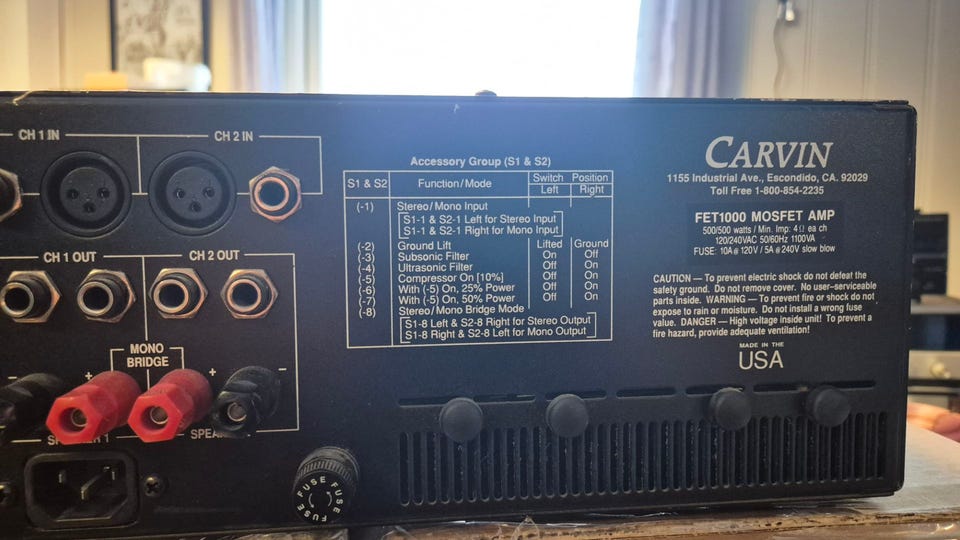 CH 1 IN
CH 2 IN
CH 1 OUT
CH 2 OUT
MONO
BRIDGE
+
+
−
−
SPEA
FUSE FUSE FUSE
Accessory Group (S1 & S2)
S1 & S2 Function/Mode Switch Position
Left Right
(-1) Stereo/Mono Input
S1-1 & S2-1 Left for Stereo Input
S1-1 & S2-1 Right for Mono Input
(-2) Ground Lift Lifted Ground
(-3) Subsonic Filter On Off
(-4) Ultrasonic Filter On Off
(-5) Compressor On [10%] On Off
(-6) With (-5) On, 25% Power On Off
(-7) With (-5) On, 50% Power Off On
(-8) Stereo/Mono Bridge Mode
S1-8 Left & S2-8 Right for Stereo Output
S1-8 Right & S2-8 Left for Mono Output
CARVIN
1155 Industrial Ave., Escondido, CA. 92029
Toll Free 1-800-854-2235
FET1000 MOSFET AMP
500/500 watts / Min. Imp: 4Ω each
120/240VAC 50/60Hz 1100VA
FUSE: 10A @ 120V / 5A @ 240V slow blow
CAUTION — To prevent electric shock do not defeat the
safety ground. Do not remove cover. No user–serviceable
parts inside. WARNING — To prevent fire or shock do not
expose to rain or moisture. Do not install a wrong fuse
value. DANGER — High voltage inside unit! To prevent a
fire hazard, provide adequate ventilation!
MADE IN THE
USA